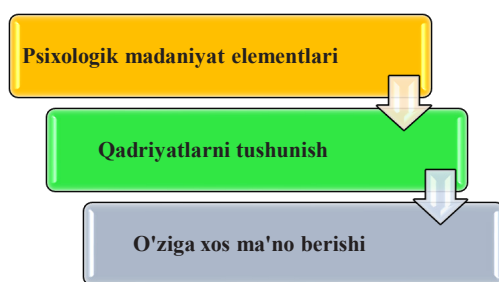 Psixologik madaniyat elementlari
Qadriyatlarni tushunish
O'ziga xos ma'no berishi